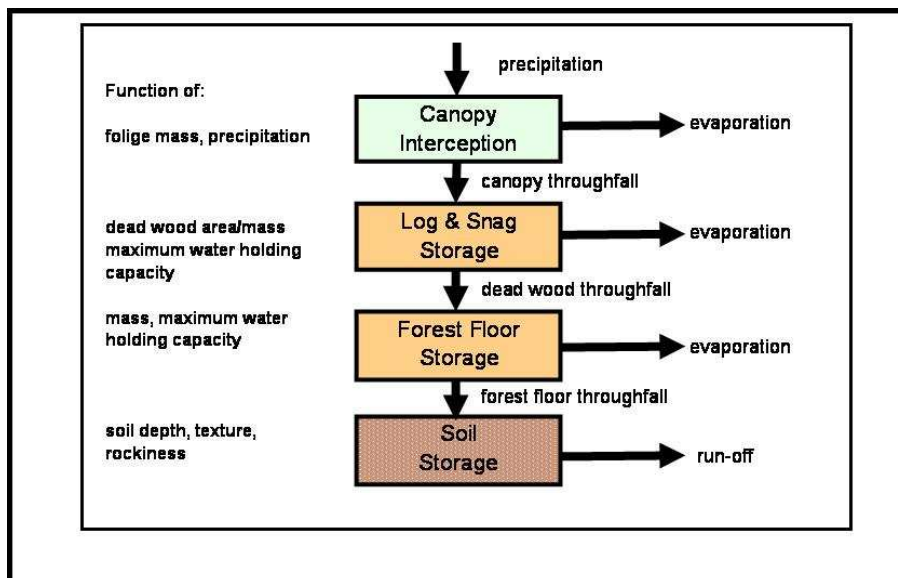 precipitation
Function of:
Canopy
Interception
evaporation
folige mass, precipitation
canopy throughfall
dead wood area/mass
maximum water holding
capacity
Log & Snag
Storage
evaporation
dead wood throughfall
mass, maximum water
holding capacity
Forest Floor
Storage
evaporation
forest floor throughfall
soil depth, texture,
rockiness
Soil
Storage
run-off